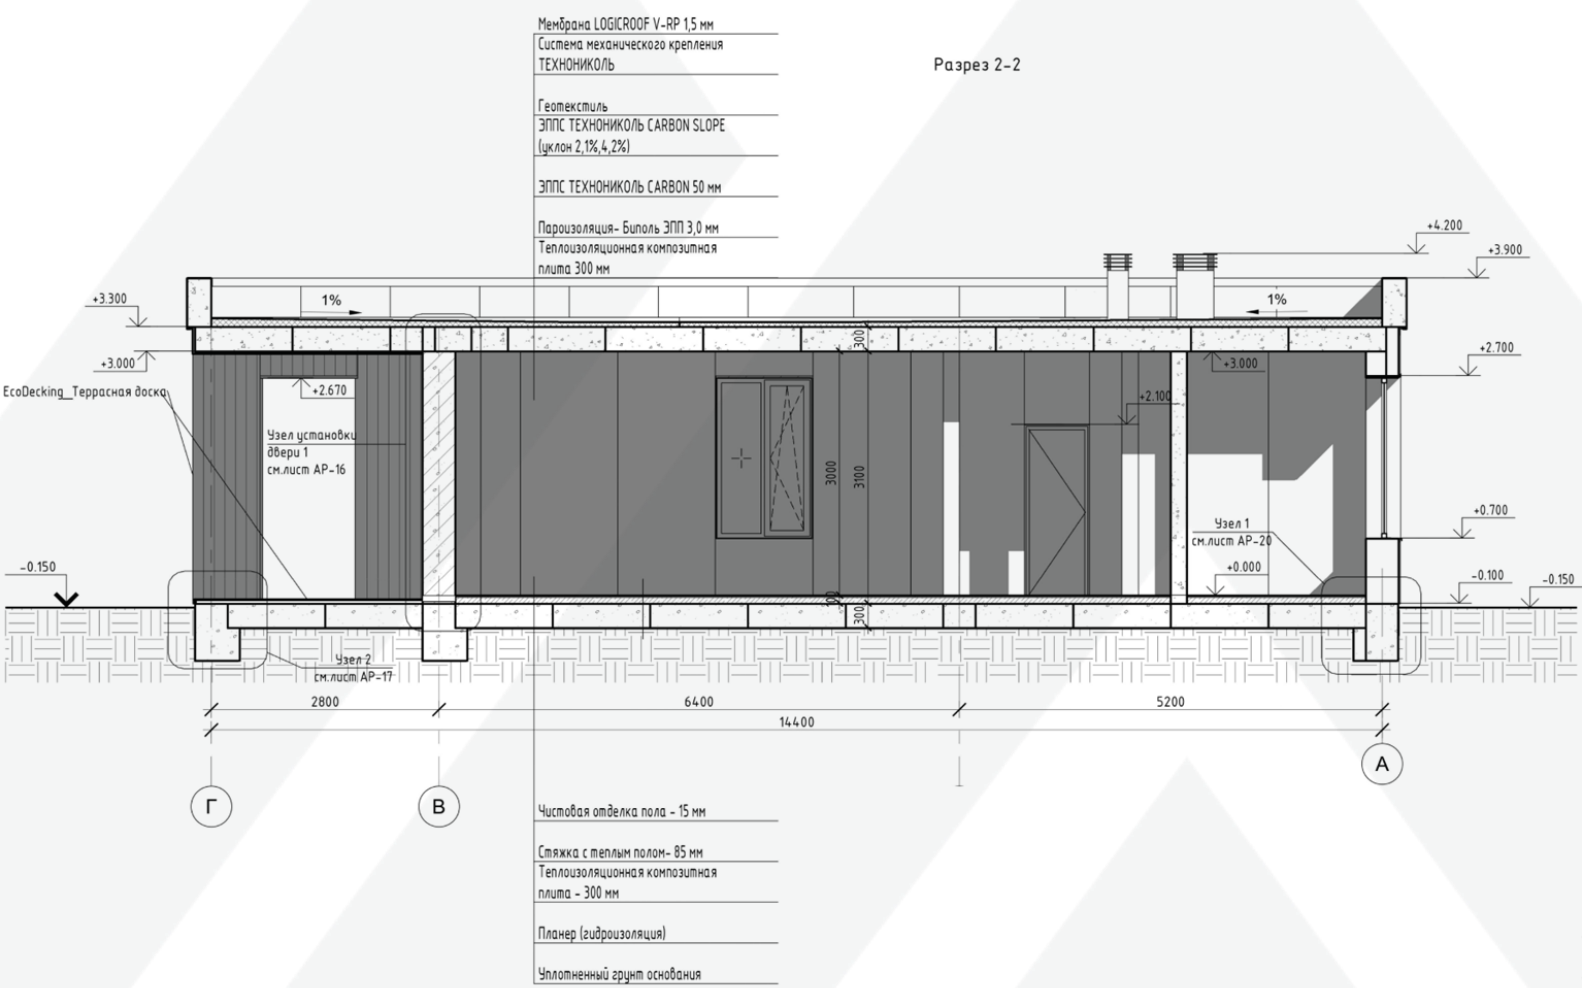 Мембрана LOGICROOF V-RP 1,5 мм
Система механического крепления
ТЕХНОНИКОЛЬ
Геотекстиль
ЭППС ТЕХНОНИКОЛЬ CARBON SLOPE
(уклон 2,1%,4,2%)
ЭППС ТЕХНОНИКОЛЬ CARBON 50 мм
Пароизоляция- Биполь ЭПП 3,0 мм
Теплоизоляционная композитная
плита 300 мм
Разрез 2-2
+4.200
+3.900
+3.300
1%
1%
+3.000
300
+3.000
+2.700
EcoDecking_Террасная доска
+2.670
+2.100
Узел установки
двери 1
см.лист АР-16
3000
3100
+0.700
Узел 1
см.лист АР-20
-0.150
+0.000
-0.100
-0.150
100
300
Узел 2
см.лист АР-17
2800
6400
5200
14400
Г
В
А
Чистовая отделка пола - 15 мм
Стяжка с теплым полом- 85 мм
Теплоизоляционная композитная
плита - 300 мм
Планер (гидроизоляция)
Уплотненный грунт основания